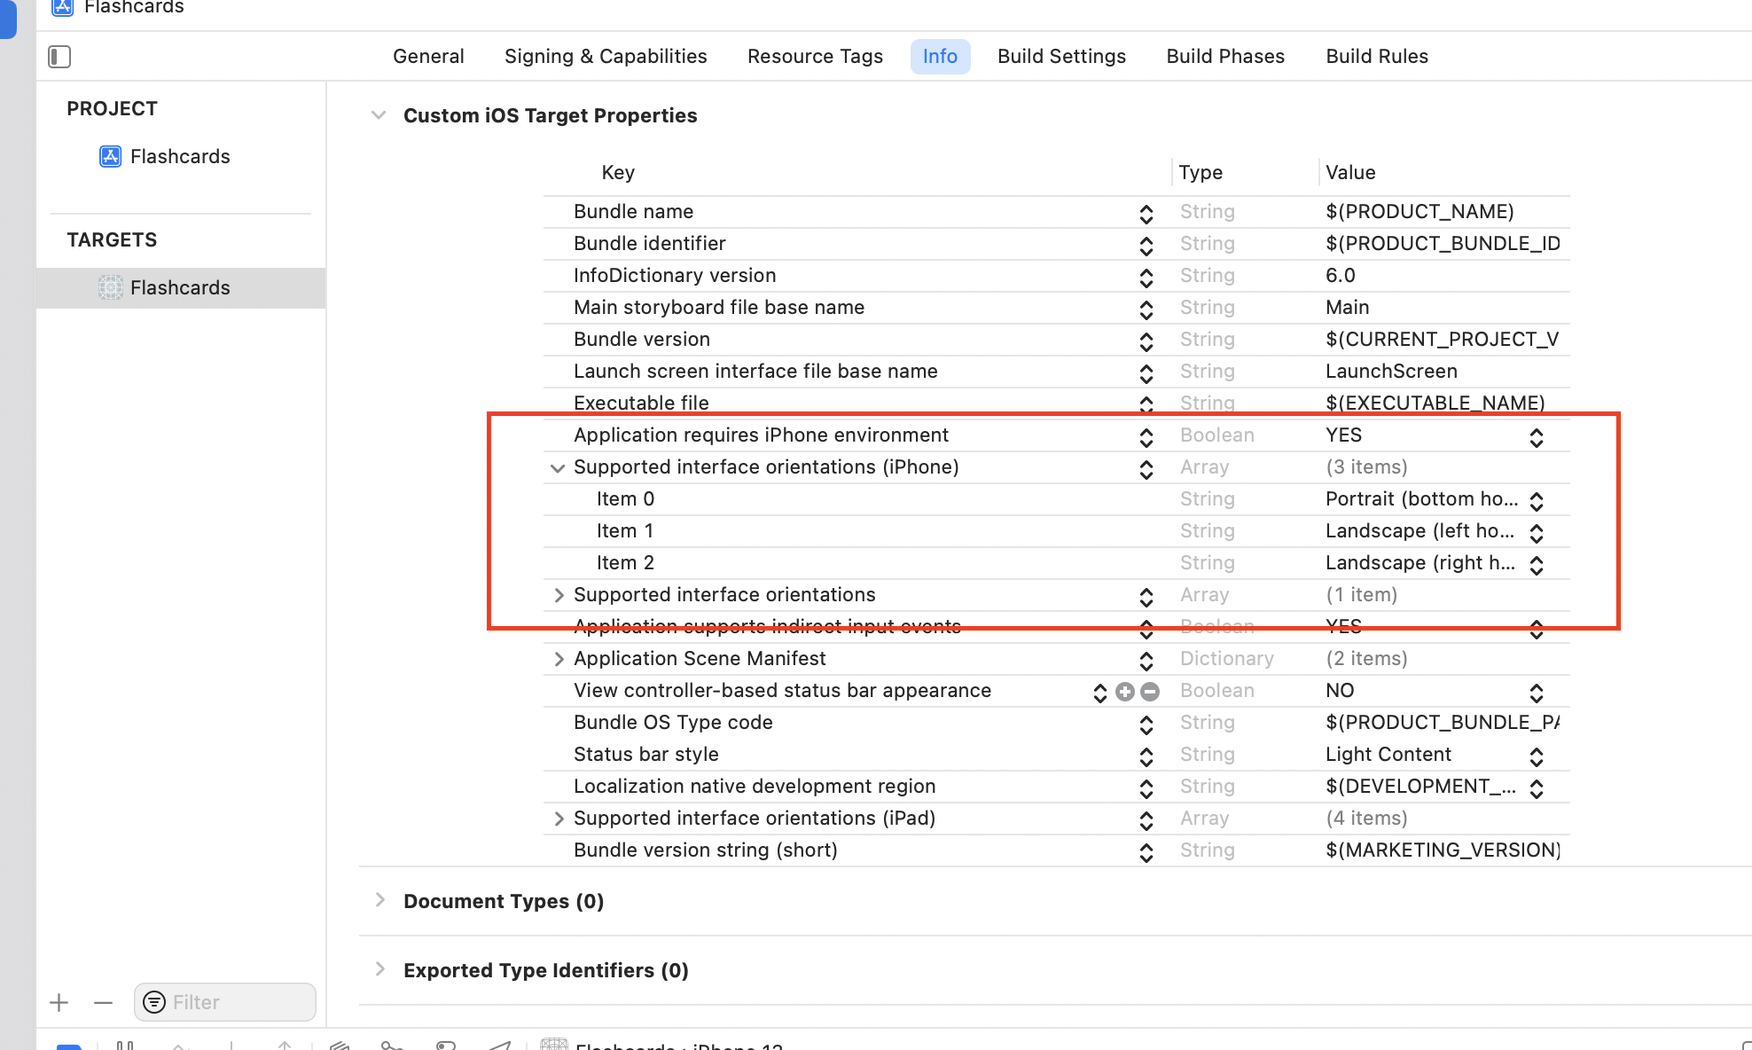 Flashcards
General Signing & Capabilities Resource Tags Info Build Settings Build Phases Build Rules
PROJECT
Flashcards
TARGETS
Flashcards
Custom iOS Target Properties
Key Type Value
Bundle name String $(PRODUCT_NAME)
Bundle identifier String $(PRODUCT_BUNDLE_ID
InfoDictionary version String 6.0
Main storyboard file base name String Main
Bundle version String $(CURRENT_PROJECT_V
Launch screen interface file base name String LaunchScreen
Executable file String $(EXECUTABLE_NAME)
Application requires iPhone environment Boolean YES
Supported interface orientations (iPhone) Array (3 items)
Item 0 String Portrait (bottom ho...
Item 1 String Landscape (left ho...
Item 2 String Landscape (right h...
Supported interface orientations Array (1 item)
Application supports indirect input events Boolean YES
Application Scene Manifest Dictionary (2 items)
View controller-based status bar appearance Boolean NO
Bundle OS Type code String $(PRODUCT_BUNDLE_PA
Status bar style String Light Content
Localization native development region String $(DEVELOPMENT_...
Supported interface orientations (iPad) Array (4 items)
Bundle version string (short) String $(MARKETING_VERSION)
Document Types (0)
Exported Type Identifiers (0)
Filter
Flashcards : iPhone 12